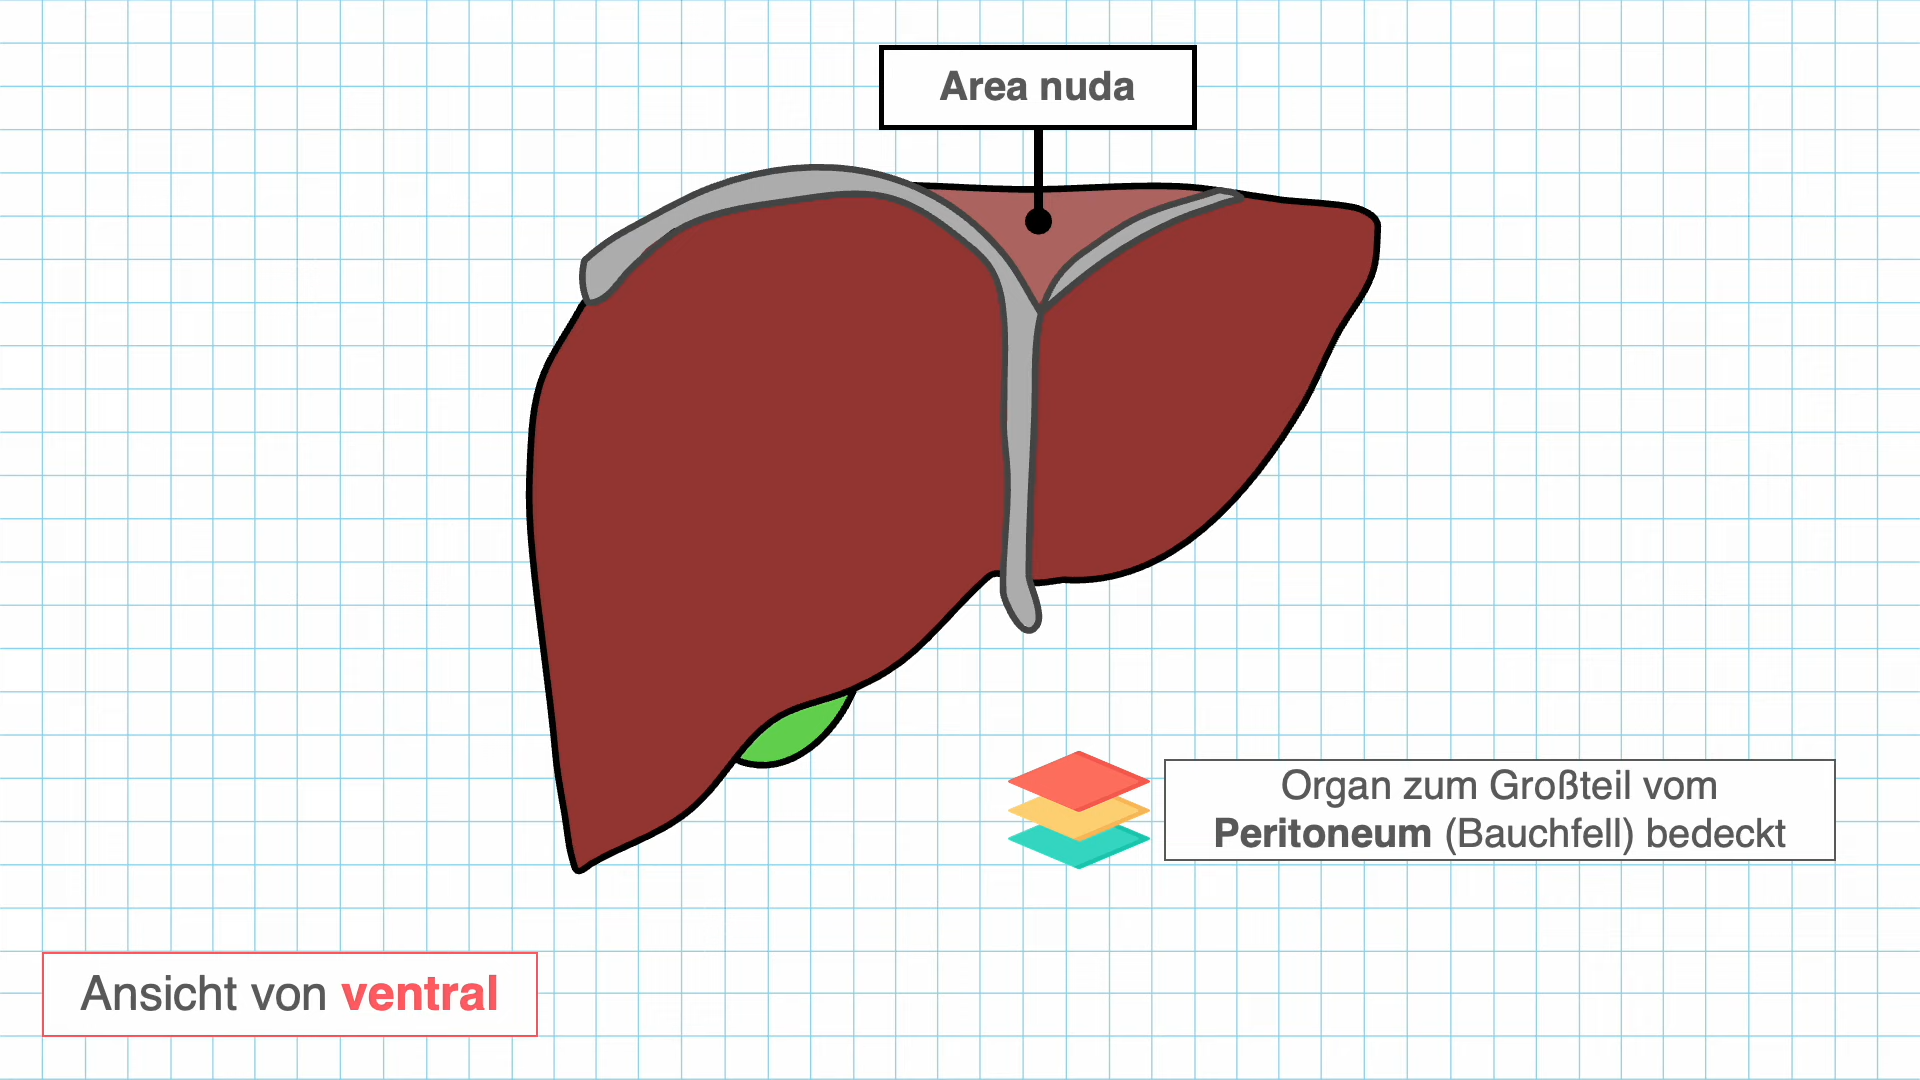 Area nuda
Organ zum Großteil vom
Peritoneum (Bauchfell) bedeckt
Ansicht von ventral